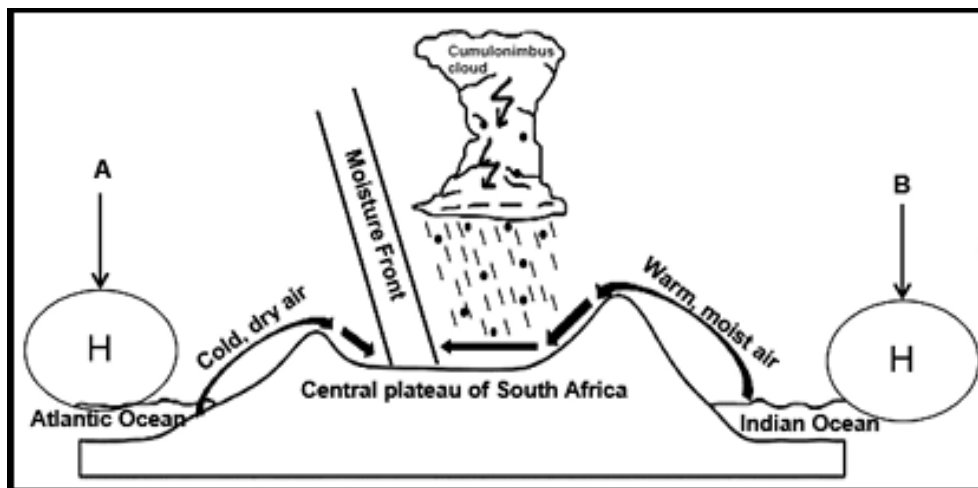 Cumulonimbus
cloud
A
B
Moisture Front
Cold, dry air
Warm, moist air
H
H
Central plateau of South Africa
Atlantic Ocean
Indian Ocean